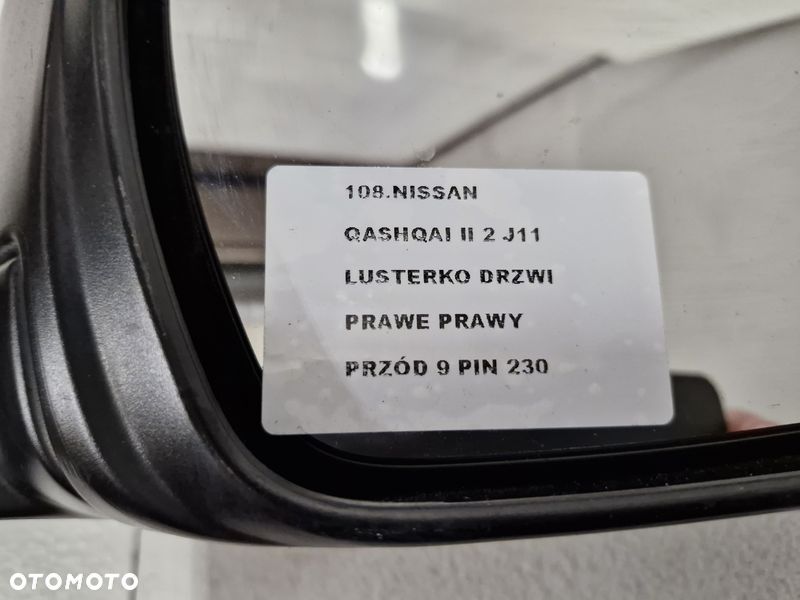 108.NISSAN
QASHQAI II 2 J11
LUSTERKO DRZWI
PRAWE PRAWY
PRZÓD 9 PIN 230
OTOMOTO